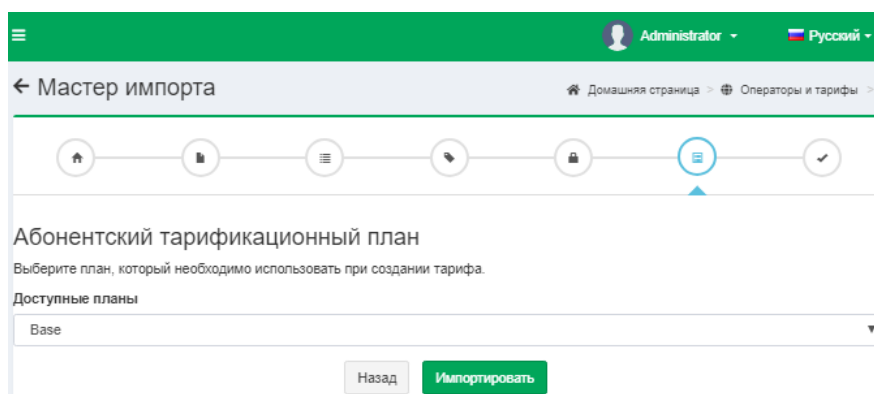 Administrator
Русский
Мастер импорта
Домашняя страница > Операторы и тарифы >
Абонентский тарификационный план
Выберите план, который необходимо использовать при создании тарифа.
Доступные планы
Base
Назад Импортировать